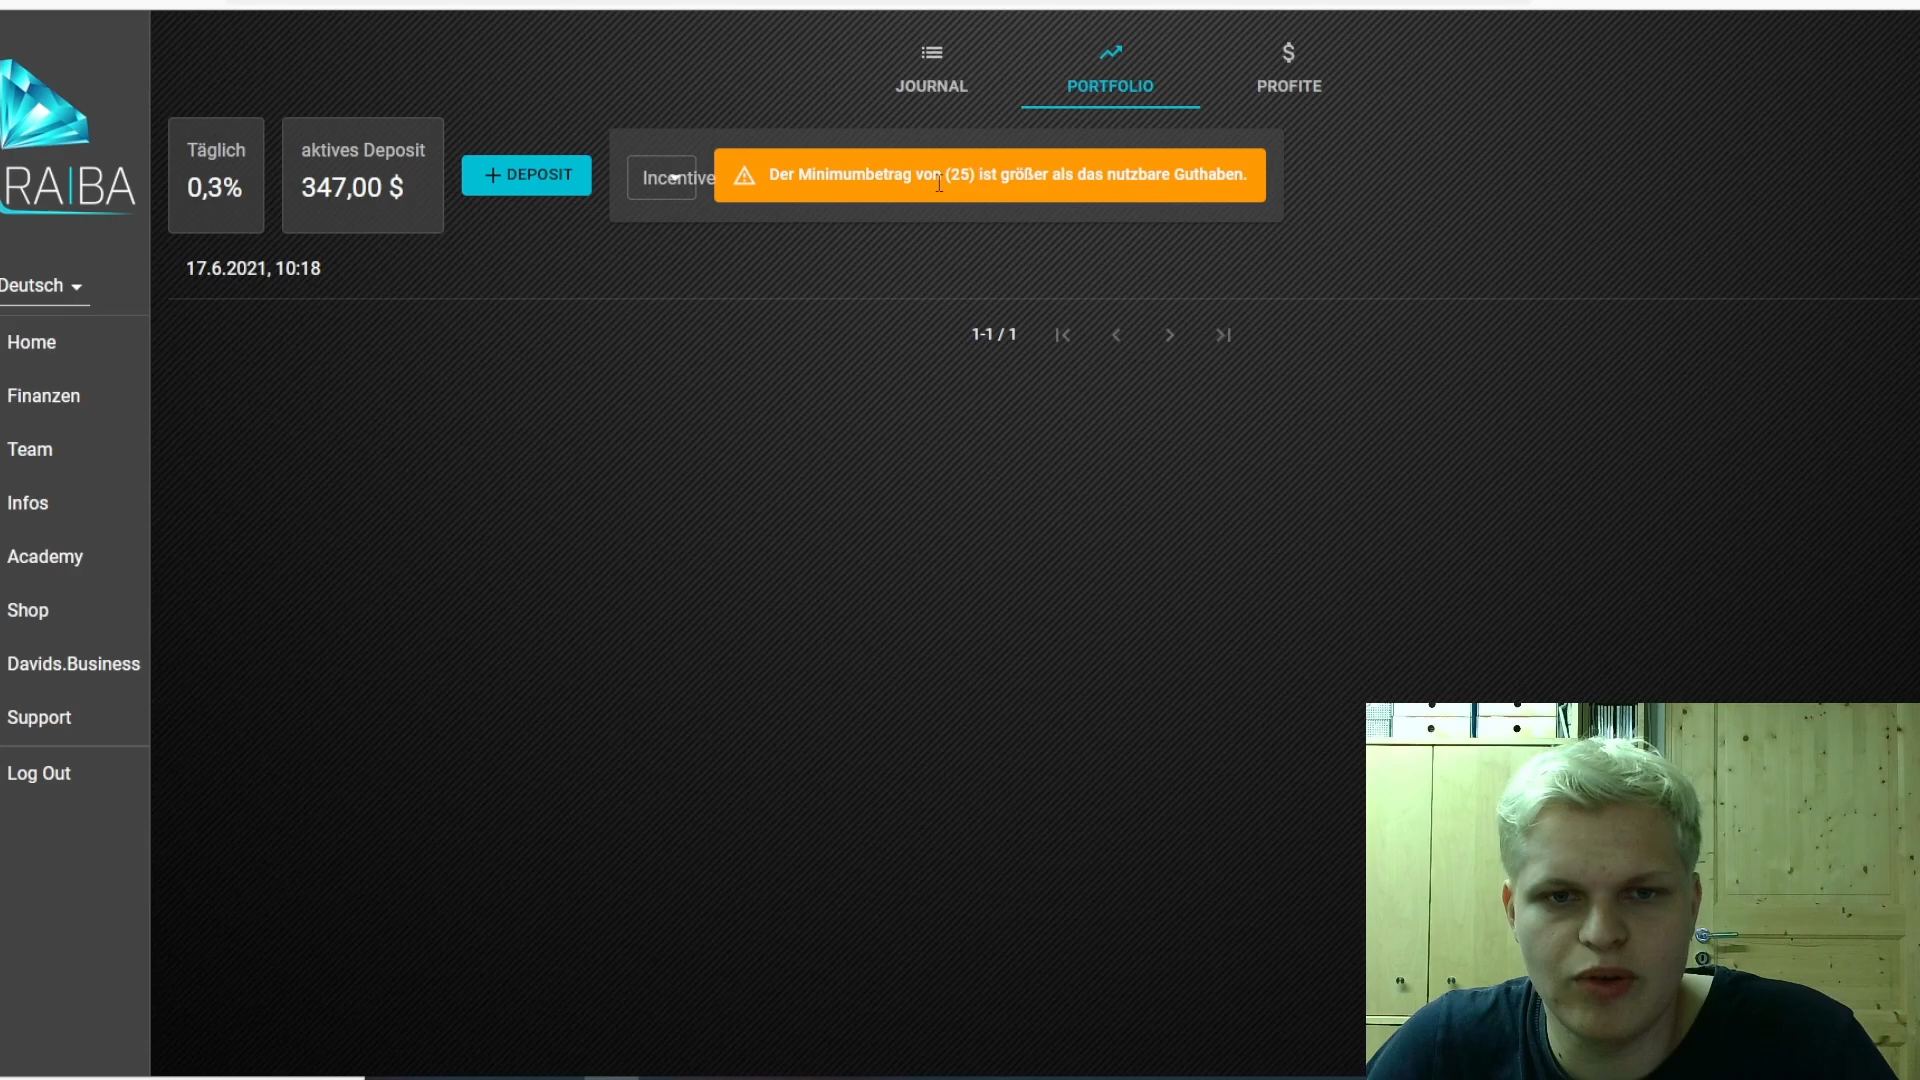 JOURNAL
PORTFOLIO
PROFITE
Täglich
0,3%
aktives Deposit
347,00 $
+ DEPOSIT
Incentive
Der Minimumbetrag von (25) ist größer als das nutzbare Guthaben.
RA|BA
17.6.2021, 10:18
1-1 / 1
Deutsch
Home
Finanzen
Team
Infos
Academy
Shop
Davids.Business
Support
Log Out